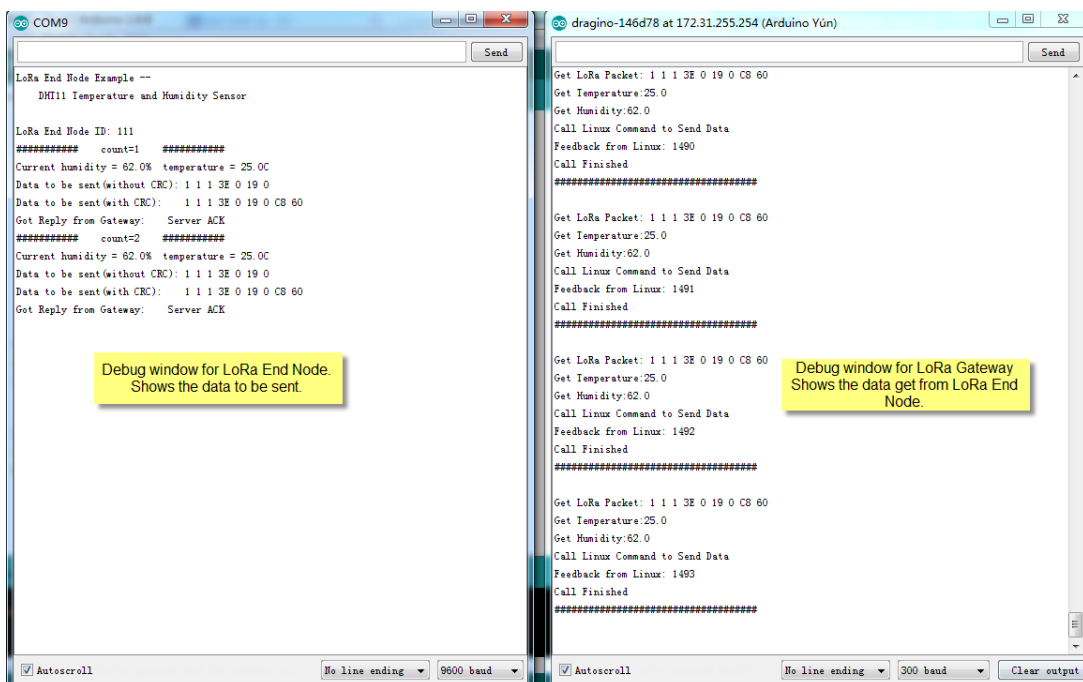 COM9
Send
LoRa End Node Example --
DHT11 Temperature and Humidity Sensor
LoRa End Node ID: 111
########### count=1 ###########
Current humidity = 62.0% temperature = 25.0C
Data to be sent(without CRC): 1 1 1 3E 0 19 0
Data to be sent(with CRC): 1 1 1 3E 0 19 0 C8 60
Got Reply from Gateway: Server ACK
########### count=2 ###########
Current humidity = 62.0% temperature = 25.0C
Data to be sent(without CRC): 1 1 1 3E 0 19 0
Data to be sent(with CRC): 1 1 1 3E 0 19 0 C8 60
Got Reply from Gateway: Server ACK
Debug window for LoRa End Node.
Shows the data to be sent.
Autoscroll
No line ending
9600 baud
dragino-146d78 at 172.31.255.254 (Arduino Yún)
Send
Get LoRa Packet: 1 1 1 3E 0 19 0 C8 60
Get Temperature:25.0
Get Humidity:62.0
Call Linux Command to Send Data
Feedback from Linux: 1490
Call Finished
####################################
Get LoRa Packet: 1 1 1 3E 0 19 0 C8 60
Get Temperature:25.0
Get Humidity:62.0
Call Linux Command to Send Data
Feedback from Linux: 1491
Call Finished
####################################
Get LoRa Packet: 1 1 1 3E 0 19 0 C8 60
Get Temperature:25.0
Get Humidity:62.0
Call Linux Command to Send Data
Feedback from Linux: 1492
Call Finished
####################################
Get LoRa Packet: 1 1 1 3E 0 19 0 C8 60
Get Temperature:25.0
Get Humidity:62.0
Call Linux Command to Send Data
Feedback from Linux: 1493
Call Finished
####################################
Debug window for LoRa Gateway
Shows the data get from LoRa End
Node.
Autoscroll
No line ending
300 baud
Clear output